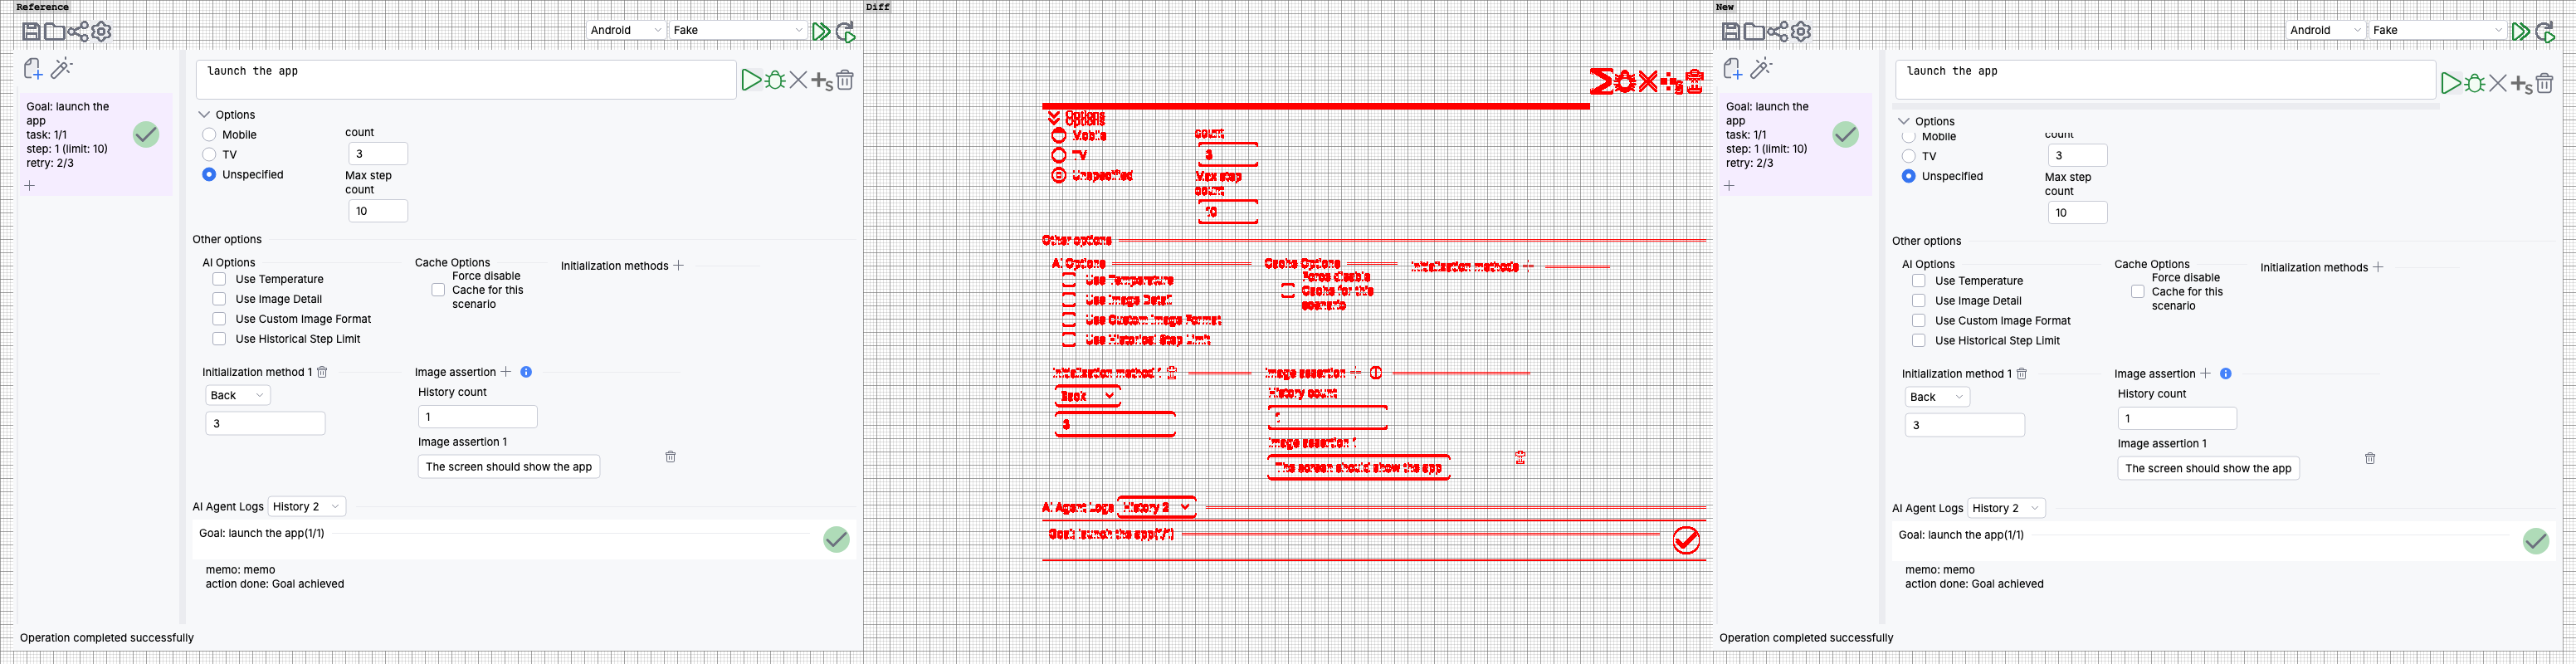 Reference
Android
Fake
launch the app
Goal: launch the
app
task: 1/1
step: 1 (limit: 10)
retry: 2/3
Options
Mobile
TV
Unspecified
count
3
Max step
count
10
Other options
AI Options
Use Temperature
Use Image Detail
Use Custom Image Format
Use Historical Step Limit
Cache Options
Force disable
Cache for this
scenario
Initialization methods
Initialization method 1
Back
3
Image assertion
History count
1
Image assertion 1
The screen should show the app
AI Agent Logs
History 2
Goal: launch the app(1/1)
memo: memo
action done: Goal achieved
Operation completed successfully
Diff
S
Options
Options
Mobile
TV
Unspecified
count
3
Max step
count
10
Other options
AI Options
Use Temperature
Use Image Detail
Use Custom Image Format
Use Historical Step Limit
Cache Options
Force disable
Cache for this
scenario
Initialization methods
Initialization method 1
Back
3
Image assertion
History count
Image assertion 1
The screen should show the app
AI Agent Logs
History 2
Goal: launch the app(1/1)
New
Android
Fake
launch the app
S
Goal: launch the
app
task: 1/1
step: 1 (limit: 10)
retry: 2/3
Options
Mobile
TV
Unspecified
count
3
Max step
count
10
Other options
AI Options
Use Temperature
Use Image Detail
Use Custom Image Format
Use Historical Step Limit
Cache Options
Force disable
Cache for this
scenario
Initialization methods
Initialization method 1
Back
3
Image assertion
History count
1
Image assertion 1
The screen should show the app
AI Agent Logs
History 2
Goal: launch the app(1/1)
memo: memo
action done: Goal achieved
Operation completed successfully